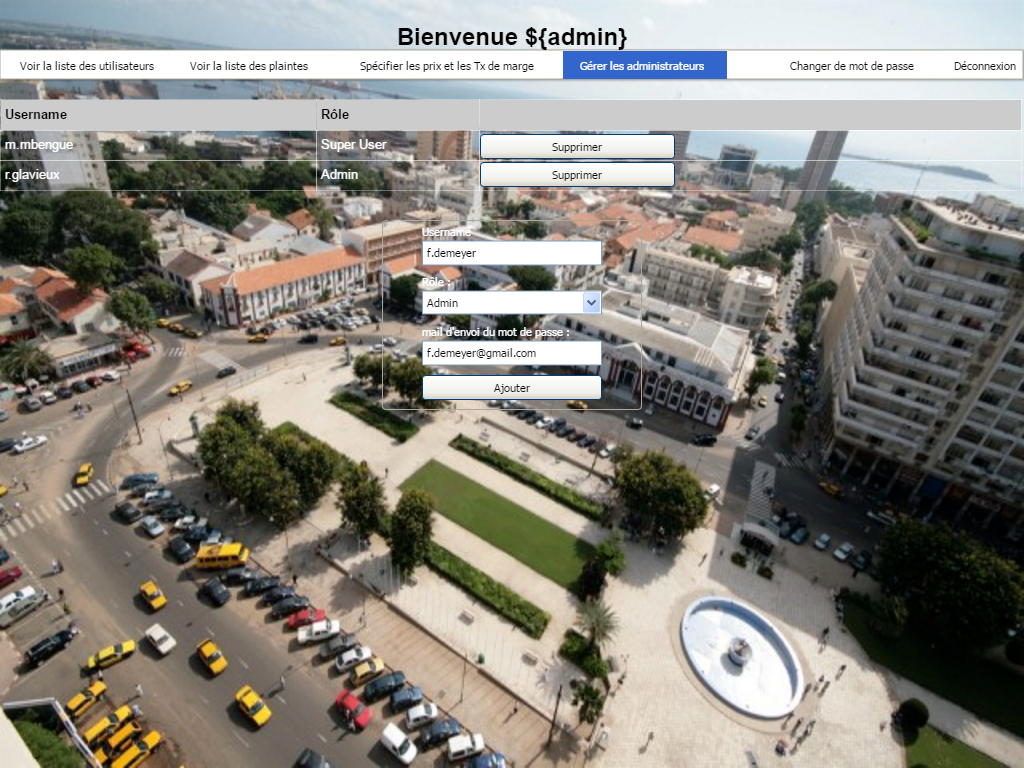 Bienvenue ${admin}
Voir la liste des utilisateurs Voir la liste des plaintes Spécifier les prix et les Tx de marge Gérer les administrateurs Changer de mot de passe Déconnexion
Username Rôle
m.mbengue Super User Supprimer
r.glavieux Admin Supprimer
Username
f.demeyer
Rôle :
Admin
mail d'envoi du mot de passe :
f.demeyer@gmail.com
Ajouter